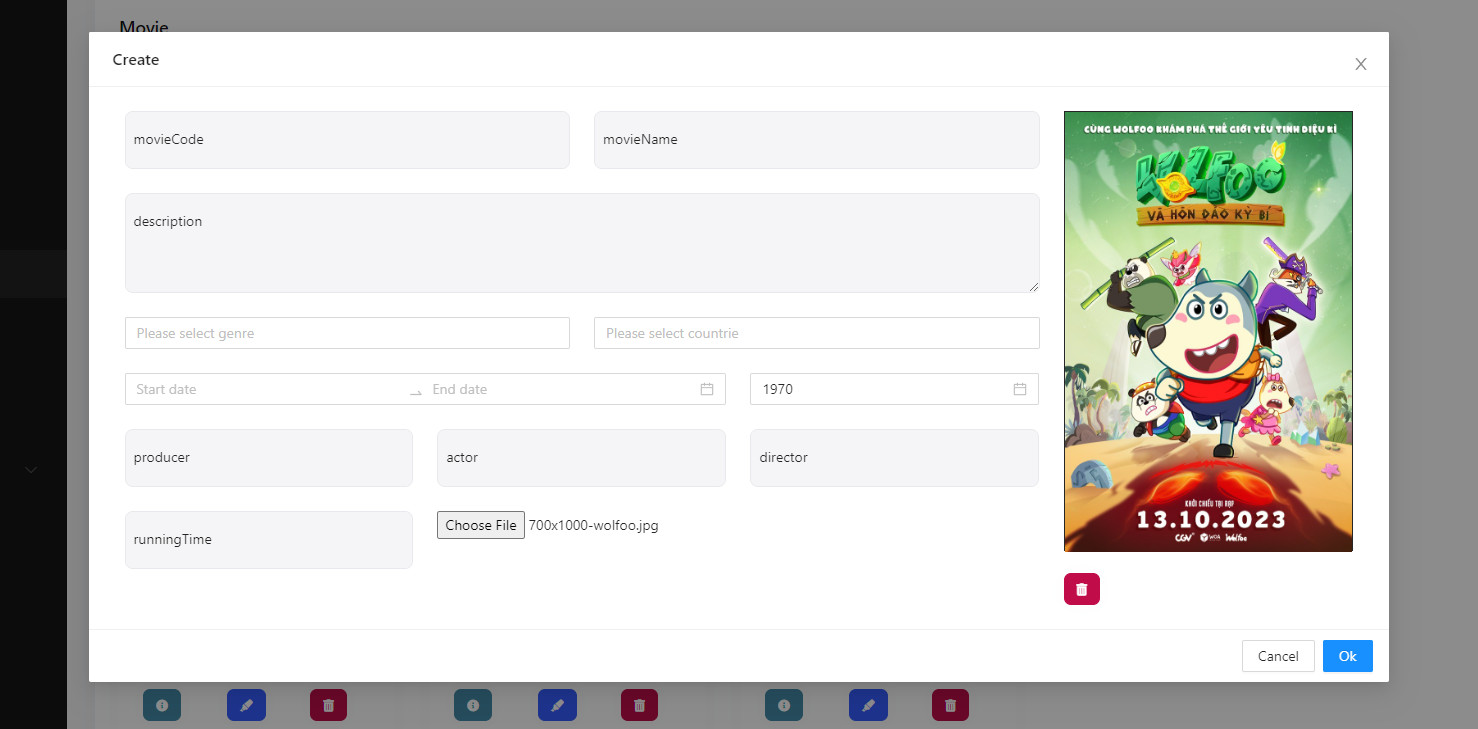 Movie
Create
movieCode
movieName
description
Please select genre
Please select countrie
Start date
End date
1970
producer
actor
director
runningTime
Choose File 700x1000-wolfoo.jpg
CÙNG WOLFOO KHÁM PHÁ THẾ GIỚI YÊU TINH DIỆU KÌ
WOLFOO
VÀ HÒN ĐẢO KỲ BÍ
KHỞI CHIẾU TẠI RẠP
13.10.2023
CGV
WOA
Wolfoo
Cancel
Ok